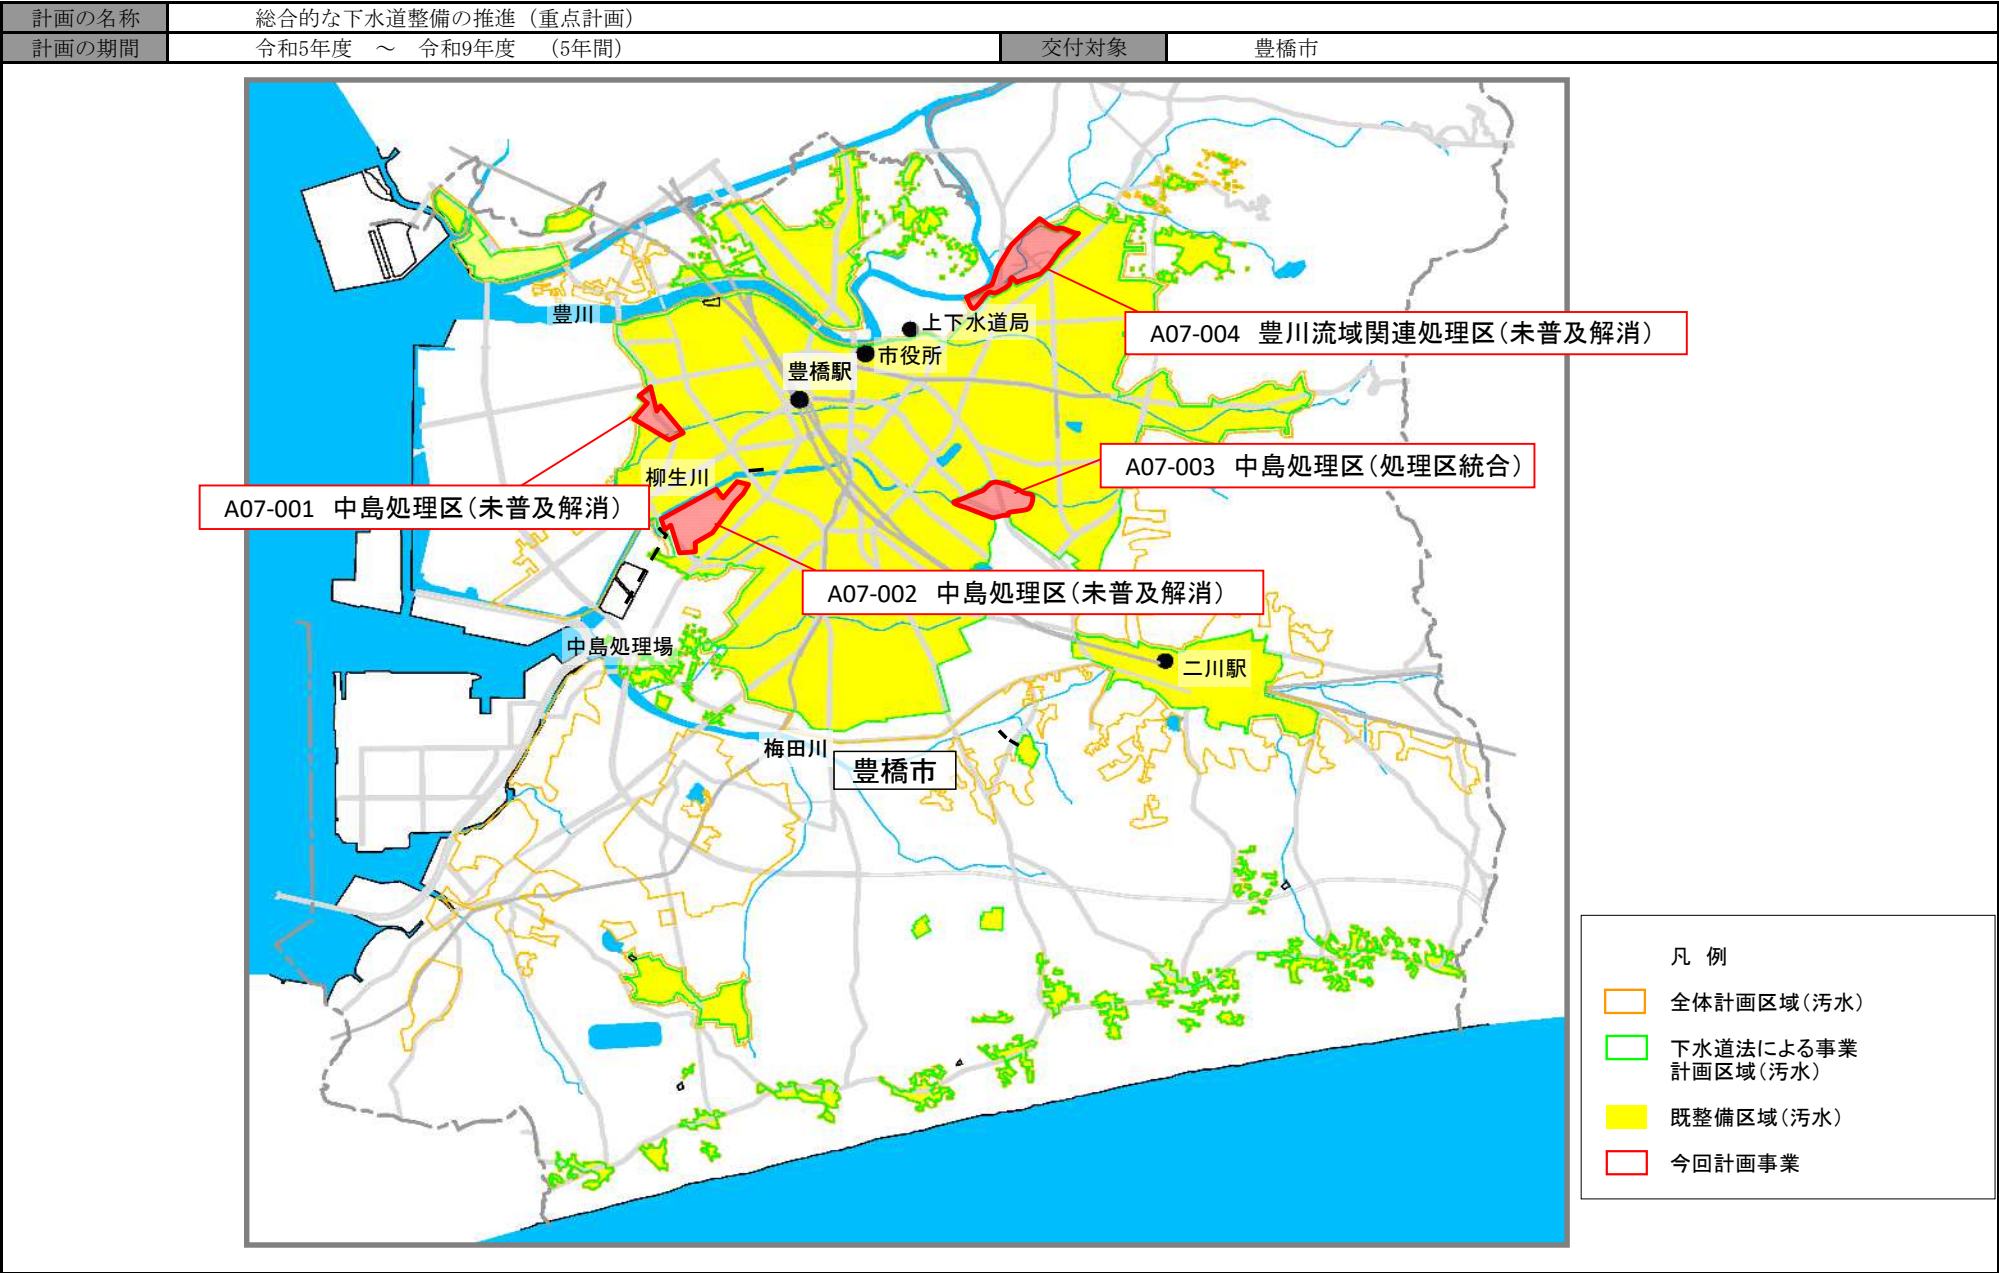 計画の名称 総合的な下水道整備の推進（重点計画）
計画の期間 令和5年度 ～ 令和9年度 （5年間） 交付対象 豊橋市
豊川
上下水道局
A07-004 豊川流域関連処理区（未普及解消）
市役所
豊橋駅
A07-003 中島処理区（処理区統合）
柳生川
A07-001 中島処理区（未普及解消）
A07-002 中島処理区（未普及解消）
中島処理場
二川駅
梅田川
豊橋市
凡 例
全体計画区域（汚水）
下水道法による事業
計画区域（汚水）
既整備区域（汚水）
今回計画事業